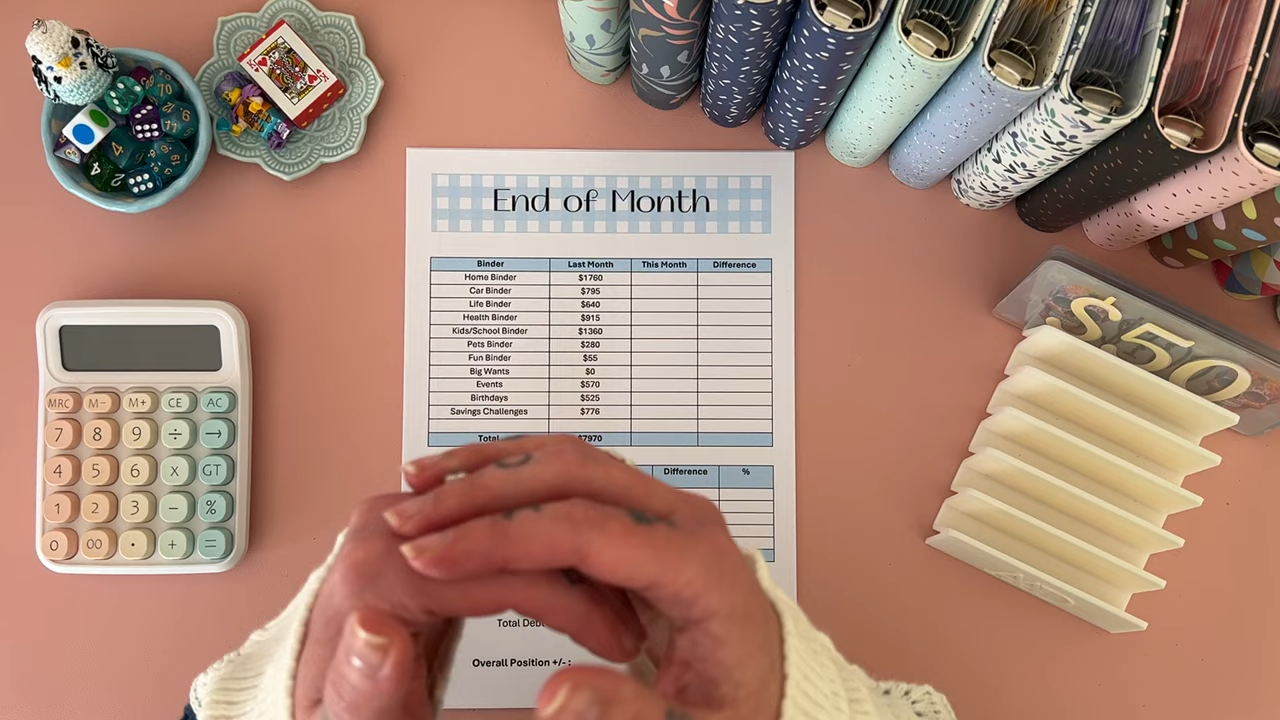 End of Month
Binder Last Month This Month Difference
Home Binder $1760
Car Binder $795
Life Binder $640
Health Binder $915
Kids/School Binder $1360
Pets Binder $280
Fun Binder $55
Big Wants $0
Events $570
Birthdays $525
Savings Challenges $776
Total $7970
Difference %
Total Debt
Overall Position +/- :
$50
K
MRC M- M+ CE AC
7 8 9 ÷ →
4 5 6 x GT
1 2 3 − %
0 00 · + =